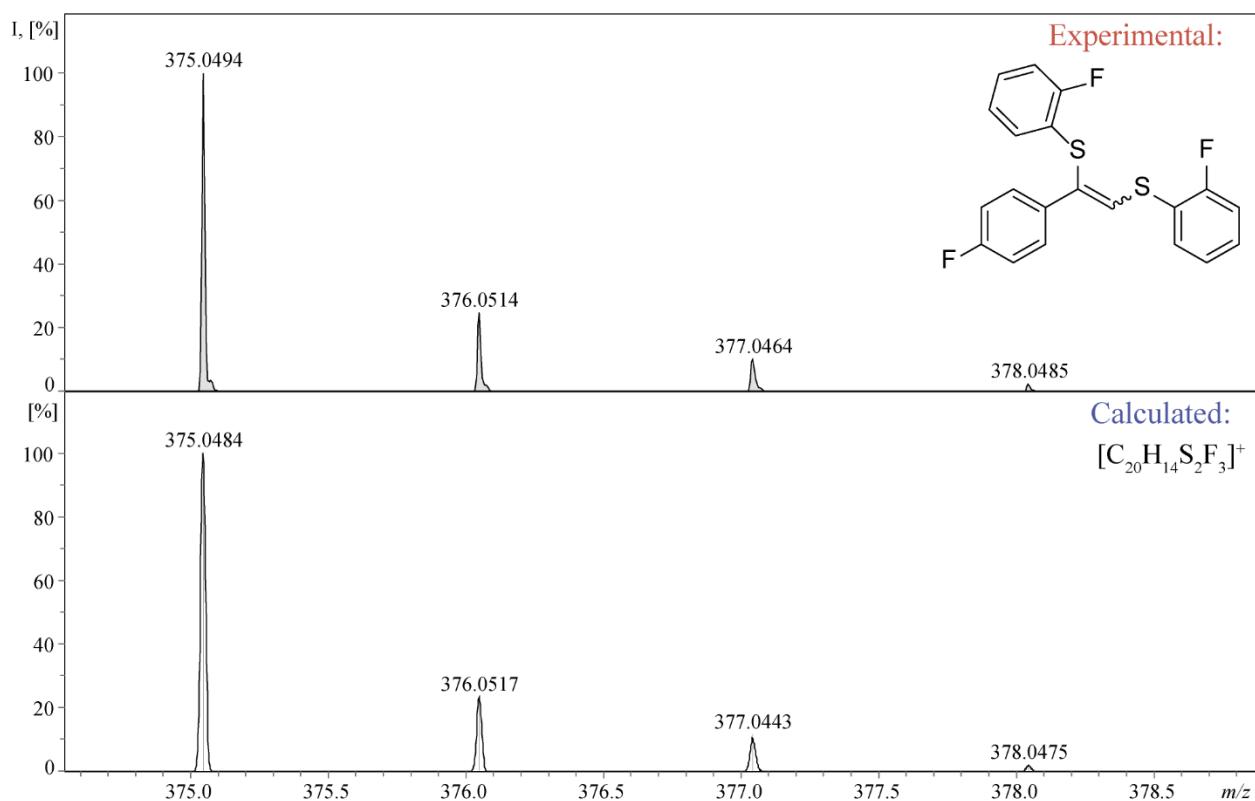 I, [%]
Experimental:
100
80
60
40
20
0
375.0494
376.0514
377.0464
378.0485
F
S
S
F
F
[%]
Calculated:
[C₂₀H₁₄S₂F₃]⁺
100
80
60
40
20
0
375.0484
376.0517
377.0443
378.0475
375.0 375.5 376.0 376.5 377.0 377.5 378.0 378.5 m/z